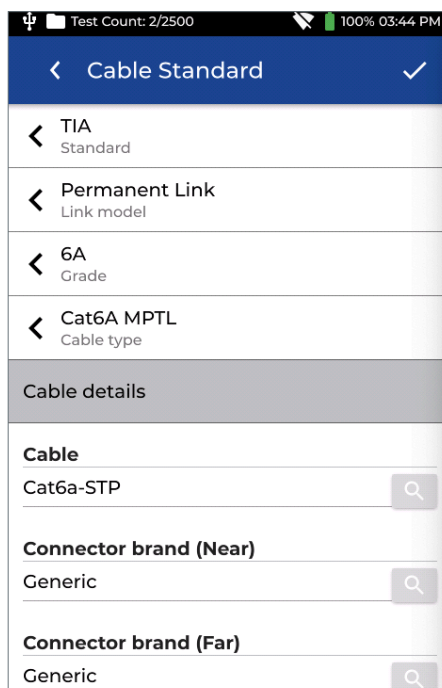 Test Count: 2/2500 100% 03:44 PM
Cable Standard
TIA
Standard
Permanent Link
Link model
6A
Grade
Cat6A MPTL
Cable type
Cable details
Cable
Cat6a-STP
Connector brand (Near)
Generic
Connector brand (Far)
Generic